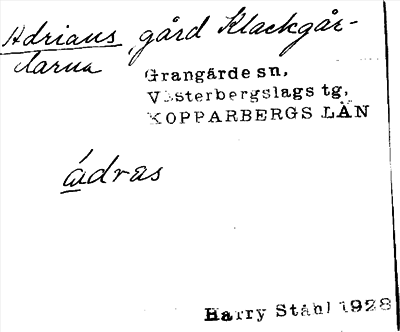 Adrians gård Klackgår-
darna
Grangärde sn,
Västerbergslags tg,
KOPPARBERGS LÄN
ádras
Harry Ståhl 1928